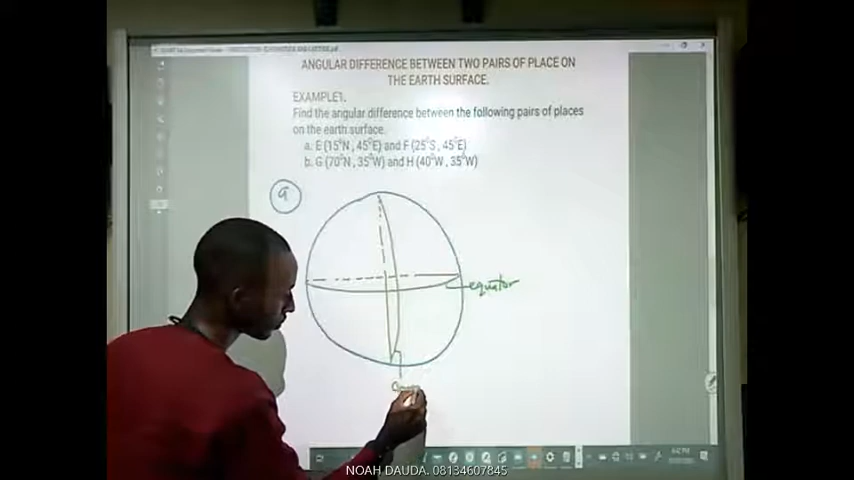 ANGULAR DIFFERENCE BETWEEN TWO PAIRS OF PLACE ON
THE EARTH SURFACE.
EXAMPLE1.
Find the angular difference between the following pairs of places
on the earth surface.
a. E (15°N , 45°E) and F (25°S , 45°E)
b. G (70°N , 35°W) and H (40°W , 35°W)
a
equator
NOAH DAUDA. 08134607845